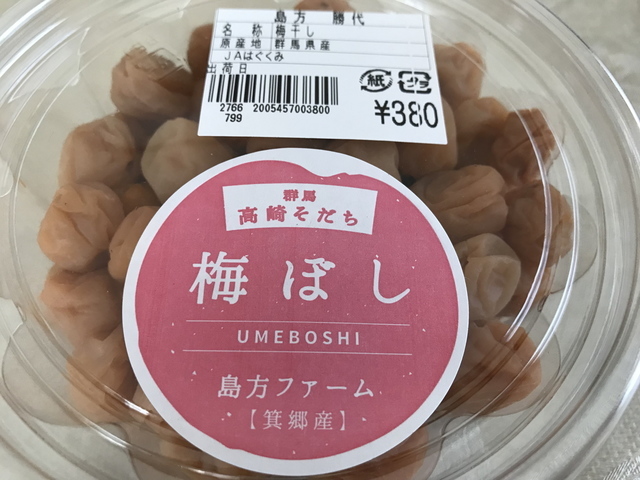 島方 勝代
名 称 梅干し
原産地 群馬県産
JAはぐくみ
出荷日
2766 2005457003800
799
紙
プラ
¥380
群馬
高崎そだち
梅ぼし
UMEBOSHI
島方ファーム
【箕郷産】